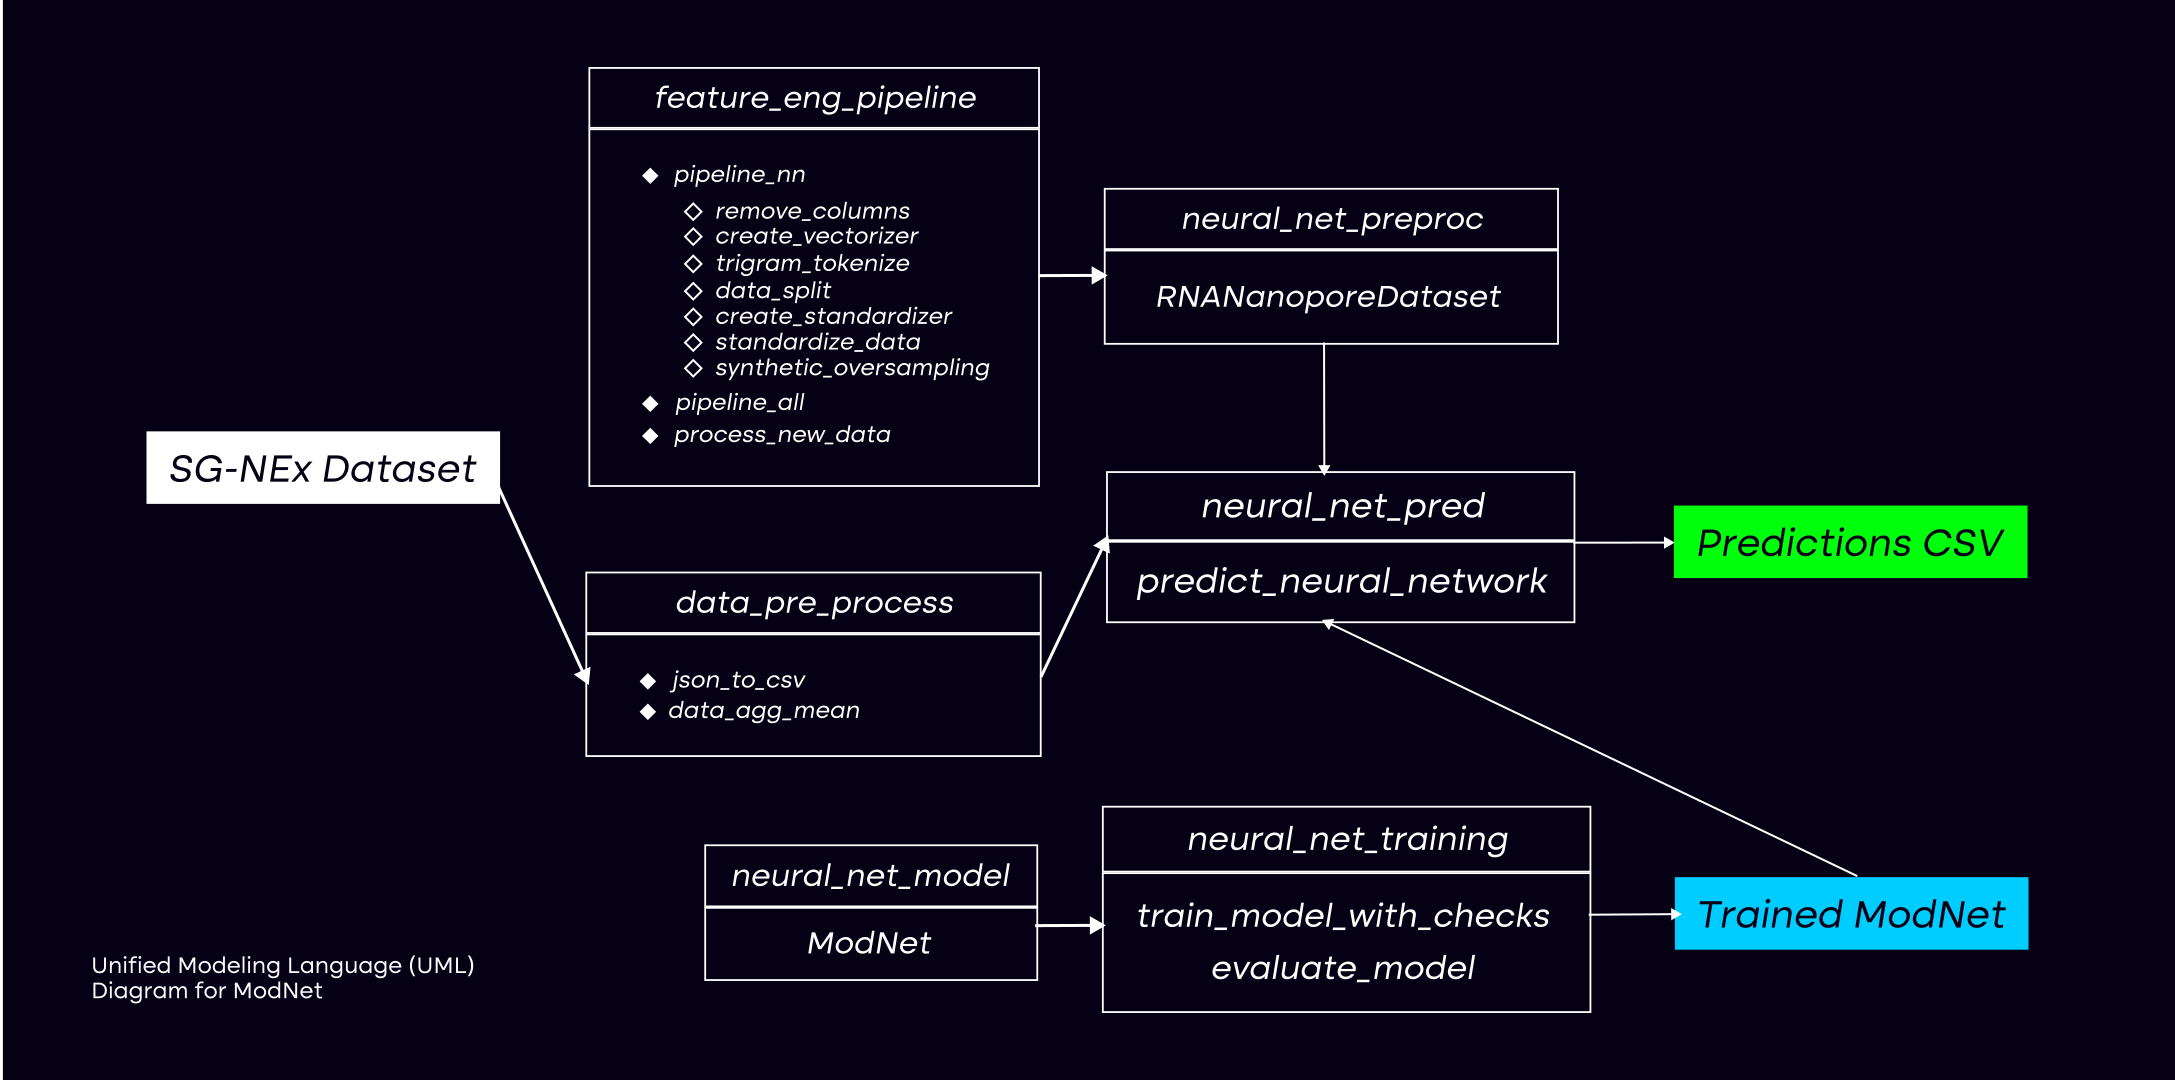 feature_eng_pipeline
pipeline_nn
remove_columns
create_vectorizer
trigram_tokenize
data_split
create_standardizer
standardize_data
synthetic_oversampling
pipeline_all
process_new_data
neural_net_preproc
RNANanoporeDataset
SG-NEx Dataset
neural_net_pred
predict_neural_network
Predictions CSV
data_pre_process
json_to_csv
data_agg_mean
neural_net_model
ModNet
neural_net_training
train_model_with_checks
evaluate_model
Trained ModNet
Unified Modeling Language (UML)
Diagram for ModNet